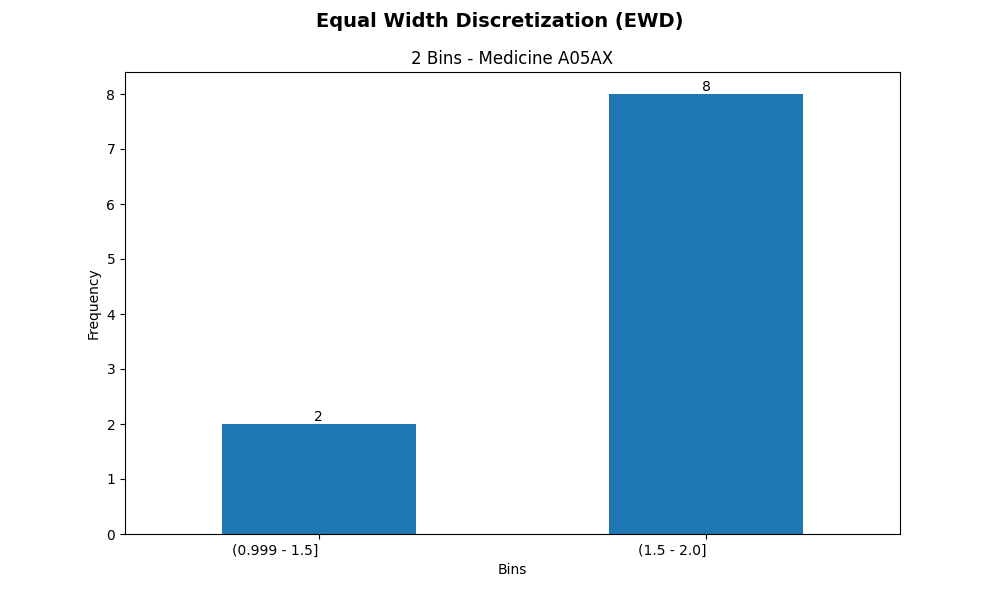 Equal Width Discretization (EWD)
2 Bins - Medicine A05AX
Frequency
8
7
6
5
4
3
2
1
0
2
8
(0.999 - 1.5]
(1.5 - 2.0]
Bins